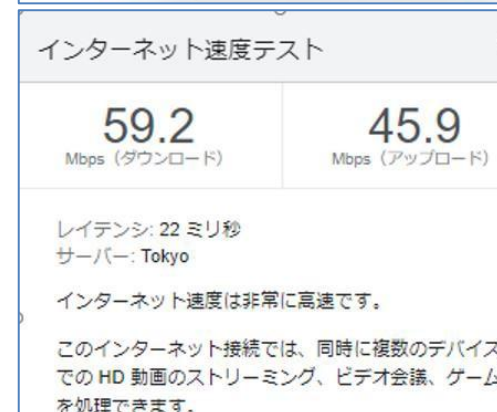 インターネット速度テスト
59.2
45.9
Mbps（ダウンロード）
Mbps（アップロード）
レイテンシ: 22 ミリ秒
サーバー: Tokyo
インターネット速度は非常に高速です。
このインターネット接続では、同時に複数のデバイス
での HD 動画のストリーミング、ビデオ会議、ゲーム
を処理できます。